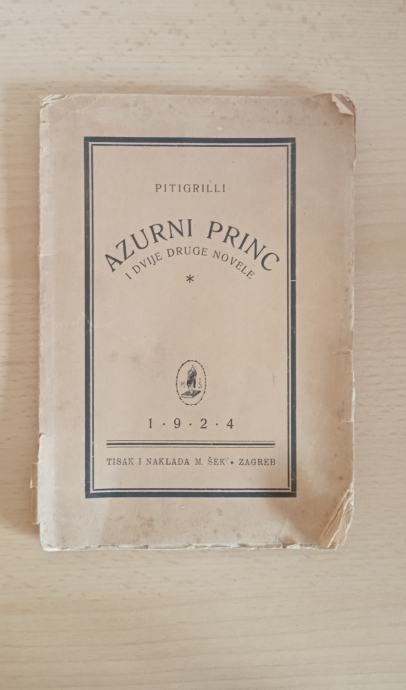 PITIGRILLI
AZURNI PRINC
I DVIJE DRUGE NOVELE
*
M Š
1·9·2·4
TISAK I NAKLADA M. ŠEK • ZAGREB